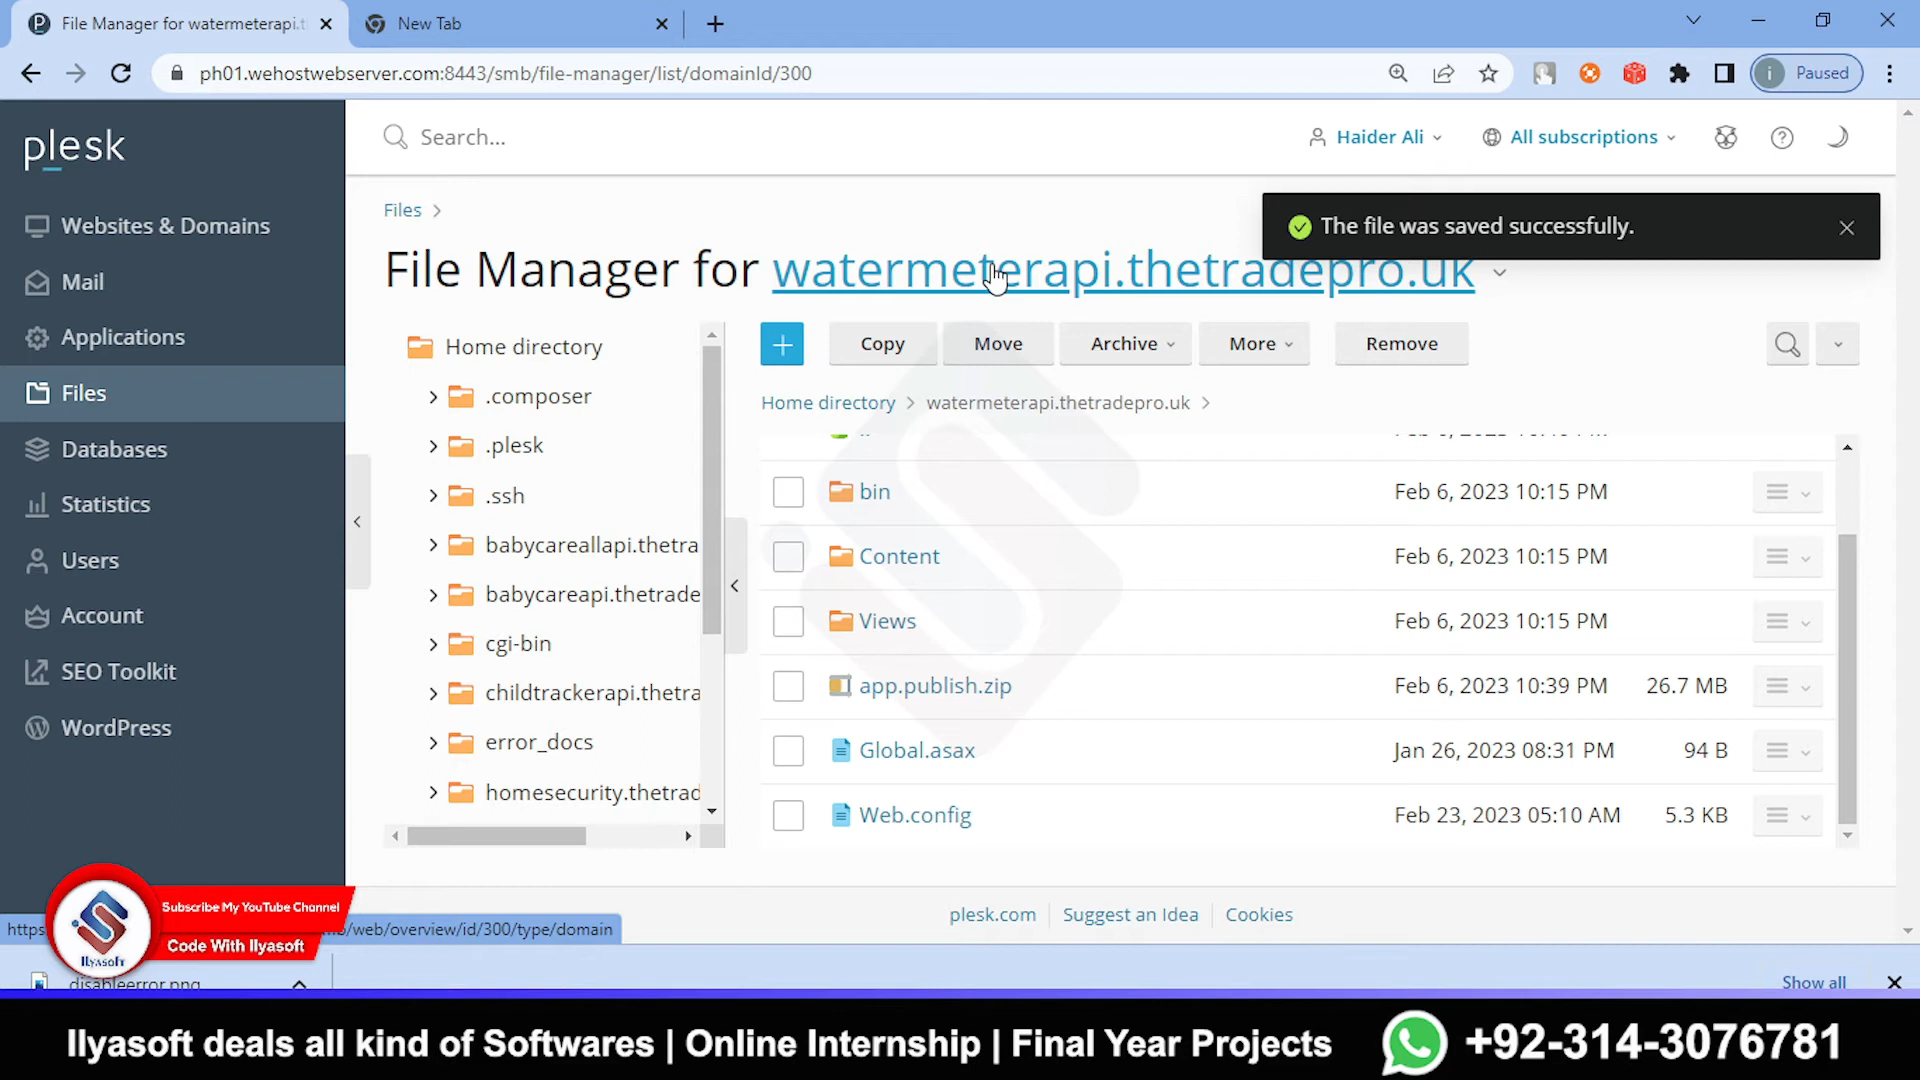 File Manager for watermeterapi.t
New Tab
ph01.wehostwebserver.com:8443/smb/file-manager/list/domainId/300
i
Paused
plesk
Search...
Haider Ali
All subscriptions
Websites & Domains
Mail
Applications
Files
Databases
Statistics
Users
Account
SEO Toolkit
WordPress
Files
The file was saved successfully.
File Manager for watermeterapi.thetradepro.uk
Home directory
.composer
.plesk
.ssh
babycareallapi.thetra
babycareapi.thetrade
cgi-bin
childtrackerapi.thetra
error_docs
homesecurity.thetrad
+ Copy Move Archive More Remove
Home directory > watermeterapi.thetradepro.uk >
bin Feb 6, 2023 10:15 PM
Content Feb 6, 2023 10:15 PM
Views Feb 6, 2023 10:15 PM
app.publish.zip Feb 6, 2023 10:39 PM 26.7 MB
Global.asax Jan 26, 2023 08:31 PM 94 B
Web.config Feb 23, 2023 05:10 AM 5.3 KB
plesk.com Suggest an Idea Cookies
Subscribe My YouTube Channel
Code With Ilyasoft
Ilyasoft
https
b/web/overview/id/300/type/domain
disableerror.png
Show all
Ilyasoft deals all kind of Softwares | Online Internship | Final Year Projects
+92-314-3076781